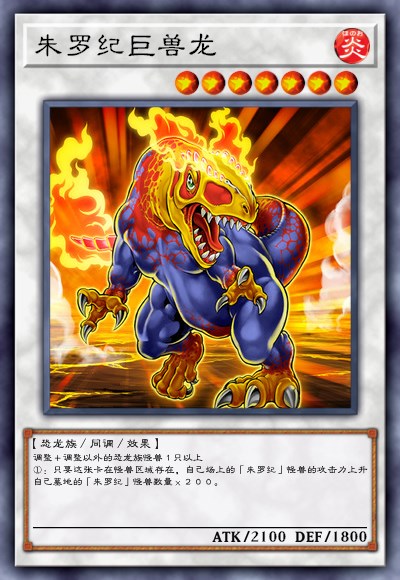 朱罗纪巨兽龙
ほのお
炎
【恐龙族/同调/效果】
调整+调整以外的恐龙族怪兽1只以上
①：只要这张卡在怪兽区域存在，自己场上的「朱罗纪」怪兽的攻击力上升
自己墓地的「朱罗纪」怪兽数量×200。
ATK/2100 DEF/1800